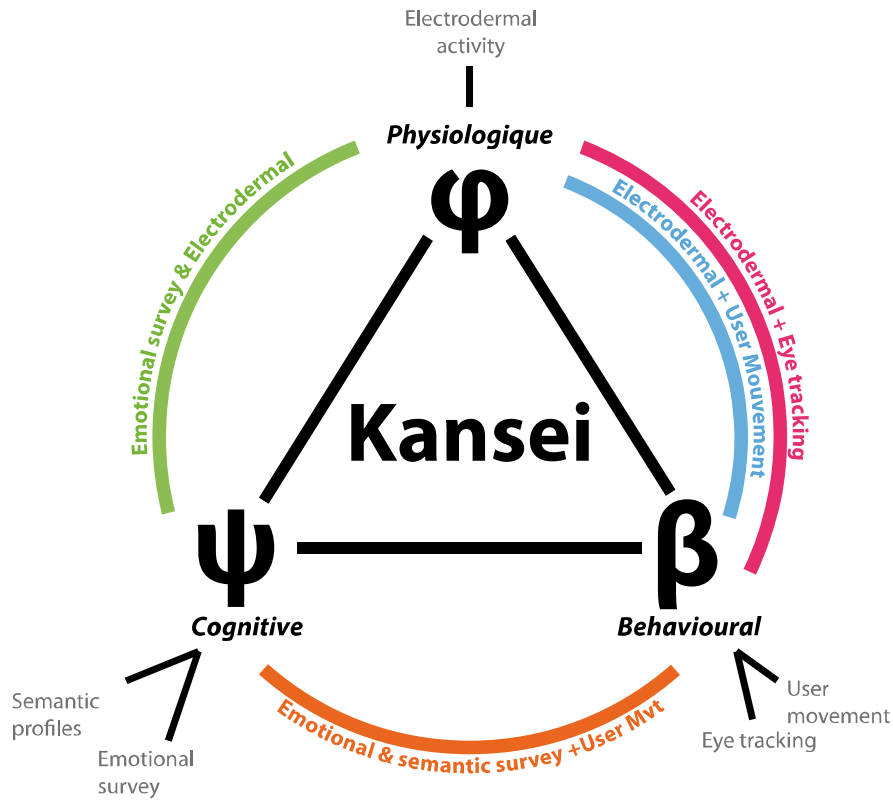 Electrodermal
activity
Physiologique
φ
Emotional survey & Electrodermal
Electrodermal + Eye tracking
Electrodermal + User Mouvement
Kansei
ψ
β
Cognitive
Behavioural
Semantic
profiles
Emotional
survey
Emotional & semantic survey +User Mvt
User
movement
Eye tracking